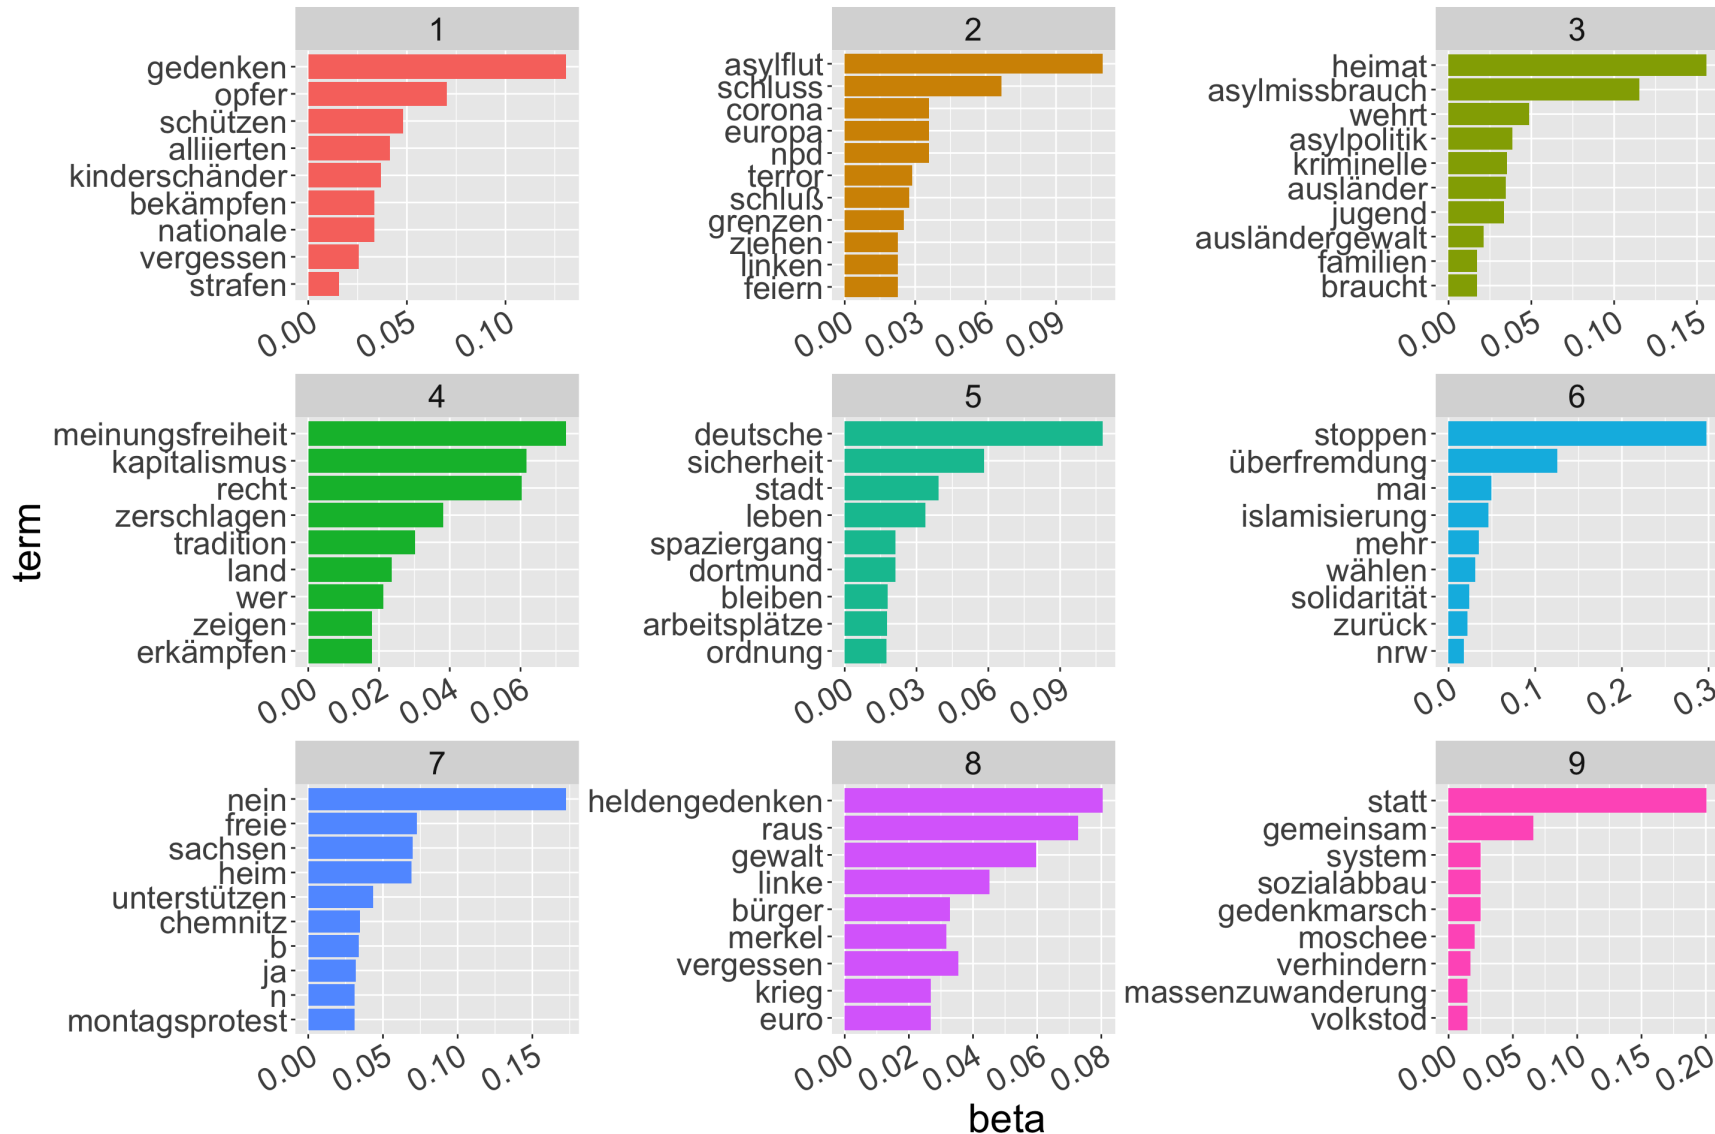 1
gedenken
opfer
schützen
alliierten
kinderschänder
bekämpfen
nationale
vergessen
strafen
0.00 0.05 0.10
2
asylflut
schluss
corona
europa
npd
terror
schluß
grenzen
ziehen
linken
feiern
0.00 0.03 0.06 0.09
3
heimat
asylmissbrauch
wehrt
asylpolitik
kriminelle
ausländer
jugend
ausländergewalt
familien
braucht
0.00 0.05 0.10 0.15
4
meinungsfreiheit
kapitalismus
recht
zerschlagen
tradition
land
wer
zeigen
erkämpfen
0.00 0.02 0.04 0.06
5
deutsche
sicherheit
stadt
leben
spaziergang
dortmund
bleiben
arbeitsplätze
ordnung
0.00 0.03 0.06 0.09
6
stoppen
überfremdung
mai
islamisierung
mehr
wählen
solidarität
zurück
nrw
0.0 0.1 0.2 0.3
7
nein
freie
sachsen
heim
unterstützen
chemnitz
b
ja
n
montagsprotest
0.00 0.05 0.10 0.15
8
heldengedenken
raus
gewalt
linke
bürger
merkel
vergessen
krieg
euro
0.00 0.02 0.04 0.06 0.08
9
statt
gemeinsam
system
sozialabbau
gedenkmarsch
moschee
verhindern
massenzuwanderung
volkstod
0.00 0.05 0.10 0.15 0.20
term
beta